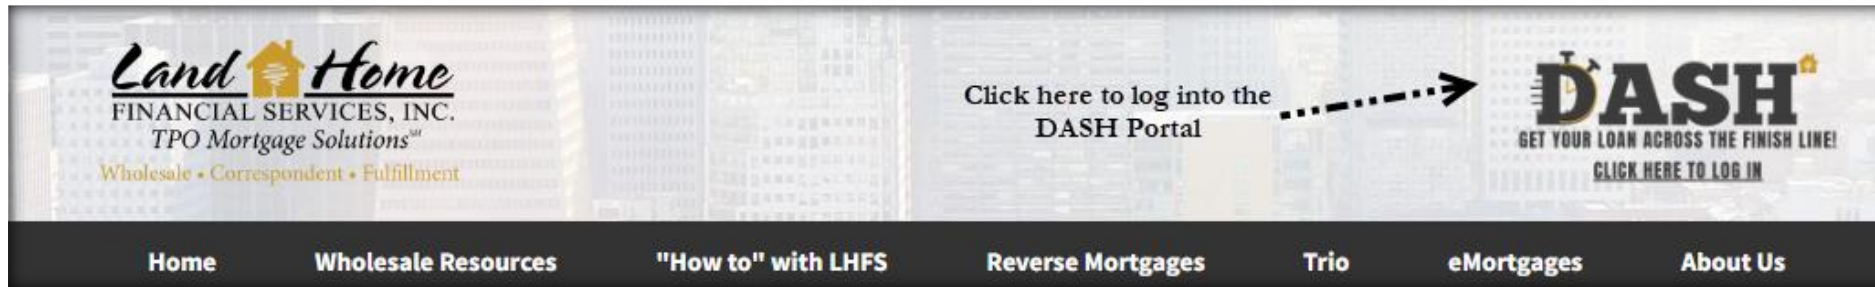 Land Home
FINANCIAL SERVICES, INC.
TPO Mortgage Solutions℠
Wholesale • Correspondent • Fulfillment
Click here to log into the
DASH Portal
DASH
GET YOUR LOAN ACROSS THE FINISH LINE!
CLICK HERE TO LOG IN
Home Wholesale Resources "How to" with LHFS Reverse Mortgages Trio eMortgages About Us